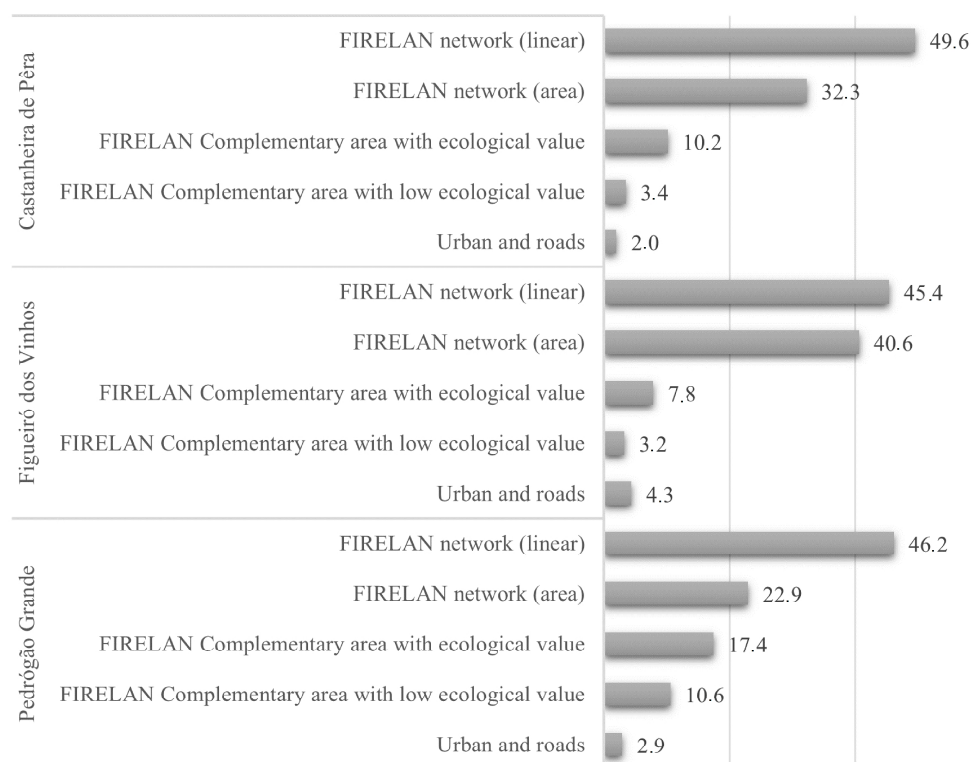 Castanheira de Pêra
FIRELAN network (linear) 49.6
FIRELAN network (area) 32.3
FIRELAN Complementary area with ecological value 10.2
FIRELAN Complementary area with low ecological value 3.4
Urban and roads 2.0
Figueiró dos Vinhos
FIRELAN network (linear) 45.4
FIRELAN network (area) 40.6
FIRELAN Complementary area with ecological value 7.8
FIRELAN Complementary area with low ecological value 3.2
Urban and roads 4.3
Pedrógão Grande
FIRELAN network (linear) 46.2
FIRELAN network (area) 22.9
FIRELAN Complementary area with ecological value 17.4
FIRELAN Complementary area with low ecological value 10.6
Urban and roads 2.9